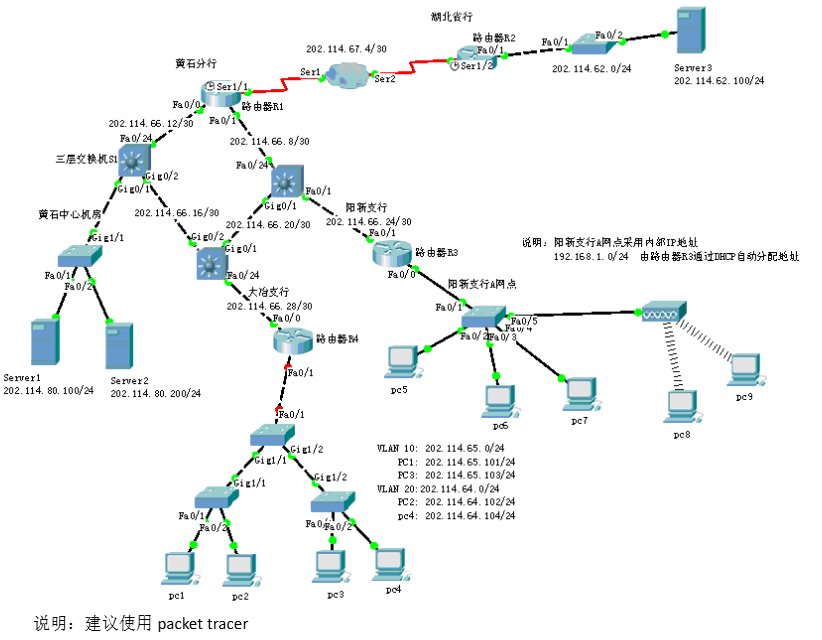 湖北省行
202.114.67.4/30
路由器R2
Fa0/1
Ser1/2
Fa0/1
Fa0/2
202.114.62.0/24
Server3
202.114.62.100/24
黄石分行
Ser1
Ser2
Ser1/1
Fa0/0
路由器R1
Fa0/1
202.114.66.12/30
Fa0/24
202.114.66.8/30
三层交换机S1
Fa0/24
Gig0/2
Gig0/1
Fa0/1
Gig0/1
阳新支行
202.114.66.24/30
黄石中心机房
202.114.66.16/30
202.114.66.20/30
Fa0/1
路由器R3
Fa0/0
说明：阳新支行A网点采用内部IP地址
192.168.1.0/24 由路由器R3通过DHCP自动分配地址
Gig1/1
Gig0/2
Gig0/1
Fa0/1
Fa0/2
Fa0/24
大冶支行
202.114.66.28/30
阳新支行A网点
Fa0/1
Fa0/5
Fa0/4
Fa0/2
Fa0/3
Fa0/0
路由器R4
Fa0/1
Server1
202.114.80.100/24
Server2
202.114.80.200/24
pc5
pc6
pc7
pc8
pc9
Fa0/1
Gig1/2
Gig1/1
VLAN 10: 202.114.65.0/24
PC1: 202.114.65.101/24
PC3: 202.114.65.103/24
VLAN 20:202.114.64.0/24
PC2: 202.114.64.102/24
pc4: 202.114.64.104/24
Gig1/1
Gig1/2
Fa0/1
Fa0/2
Fa0/2
pc1
pc2
pc3
pc4
说明：建议使用 packet tracer